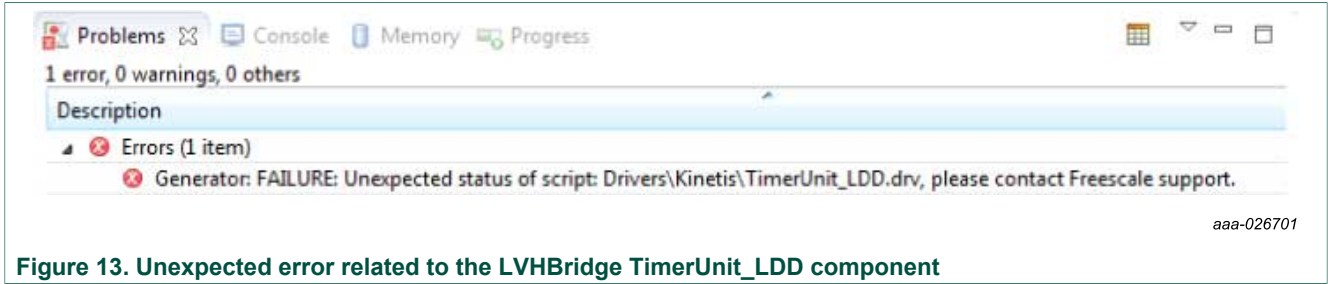 Problems Console Memory Progress
1 error, 0 warnings, 0 others
Description
Errors (1 item)
Generator: FAILURE: Unexpected status of script: Drivers\Kinetis\TimerUnit_LDD.drv, please contact Freescale support.
aaa-026701
Figure 13. Unexpected error related to the LVHBridge TimerUnit_LDD component